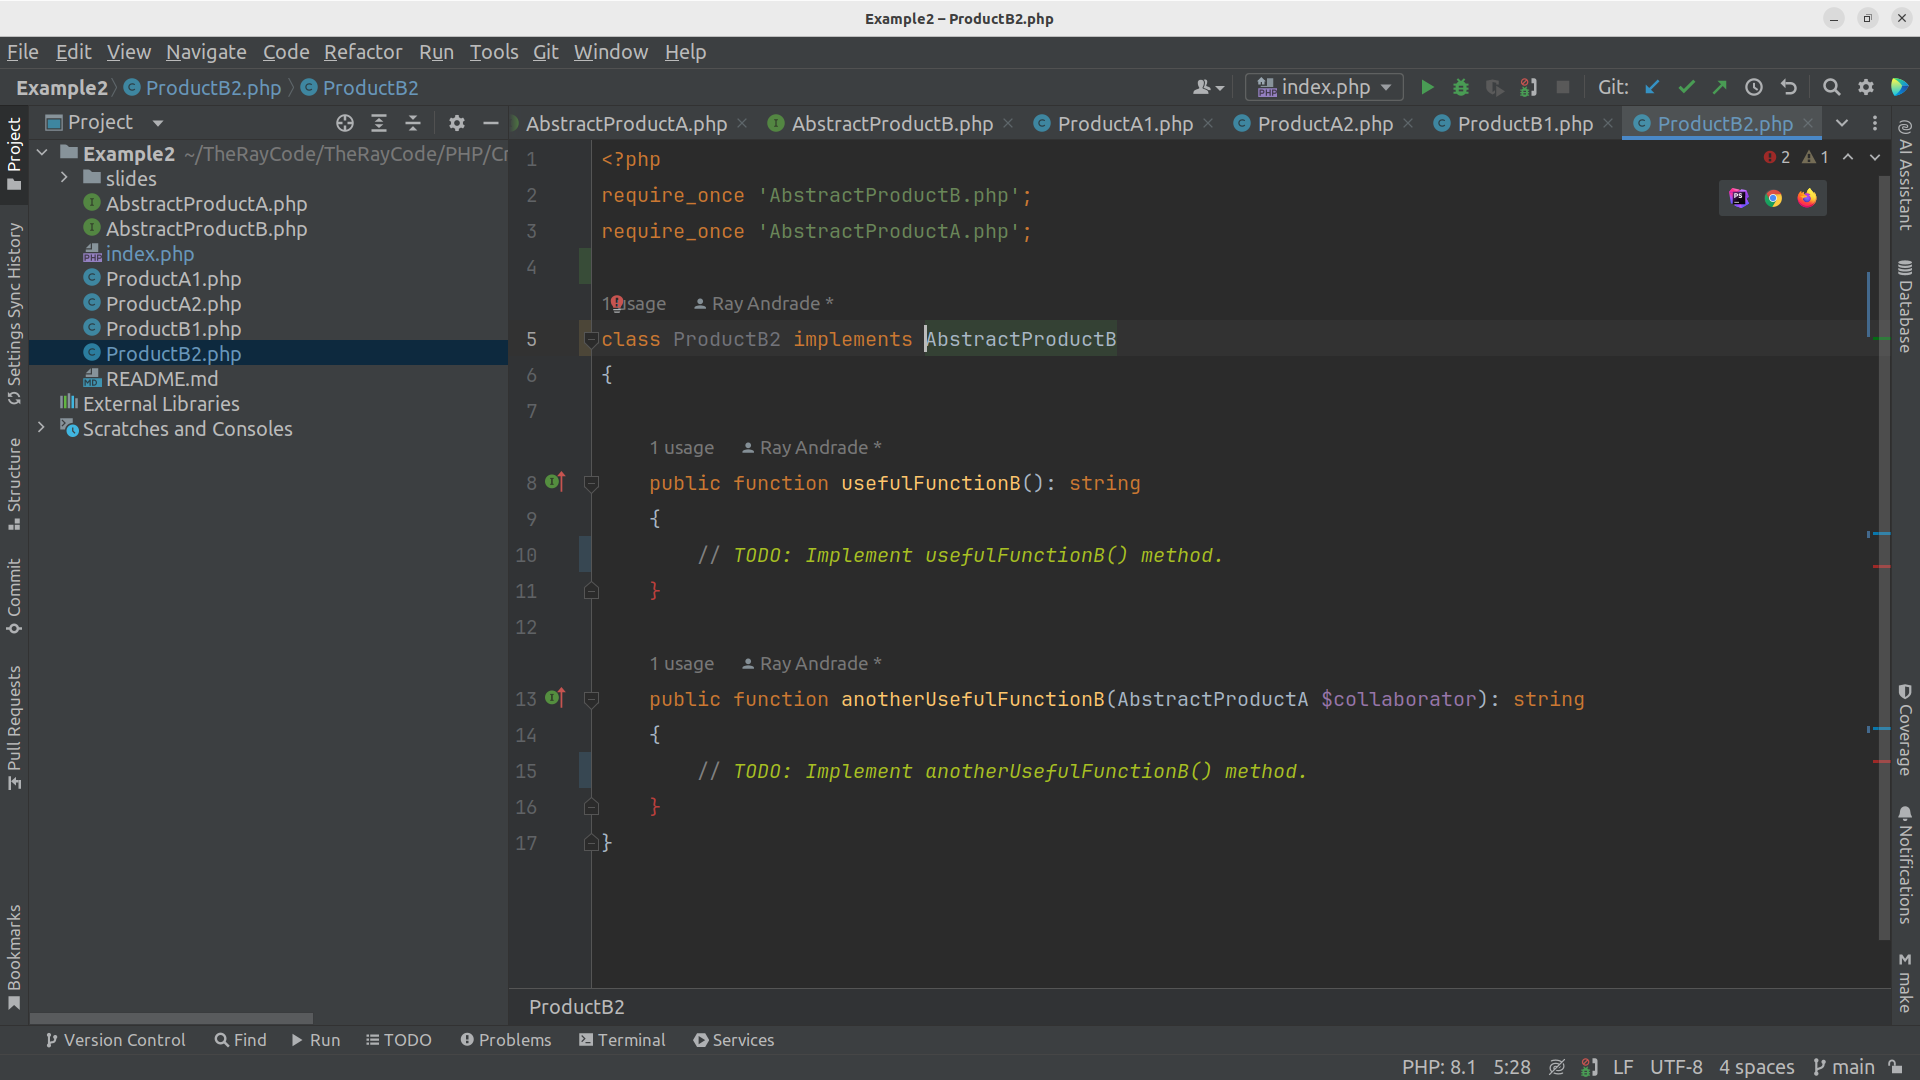 Example2 – ProductB2.php
File Edit View Navigate Code Refactor Run Tools Git Window Help
Example2 ProductB2.php ProductB2
index.php Git:
Project
AbstractProductA.php AbstractProductB.php ProductA1.php ProductA2.php ProductB1.php ProductB2.php
Example2 ~/TheRayCode/TheRayCode/PHP/Cr
slides
AbstractProductA.php
AbstractProductB.php
index.php
ProductA1.php
ProductA2.php
ProductB1.php
ProductB2.php
README.md
External Libraries
Scratches and Consoles
Project
Settings Sync History
Structure
Commit
Pull Requests
Bookmarks
2 1
1 <?php
2 require_once 'AbstractProductB.php';
3 require_once 'AbstractProductA.php';
4
1 usage Ray Andrade *
5 class ProductB2 implements AbstractProductB
6 {
7
1 usage Ray Andrade *
8 public function usefulFunctionB(): string
9 {
10 // TODO: Implement usefulFunctionB() method.
11 }
12
1 usage Ray Andrade *
13 public function anotherUsefulFunctionB(AbstractProductA $collaborator): string
14 {
15 // TODO: Implement anotherUsefulFunctionB() method.
16 }
17 }
ProductB2
AI Assistant
Database
Coverage
Notifications
make
Version Control Find Run TODO Problems Terminal Services
PHP: 8.1 5:28 LF UTF-8 4 spaces main